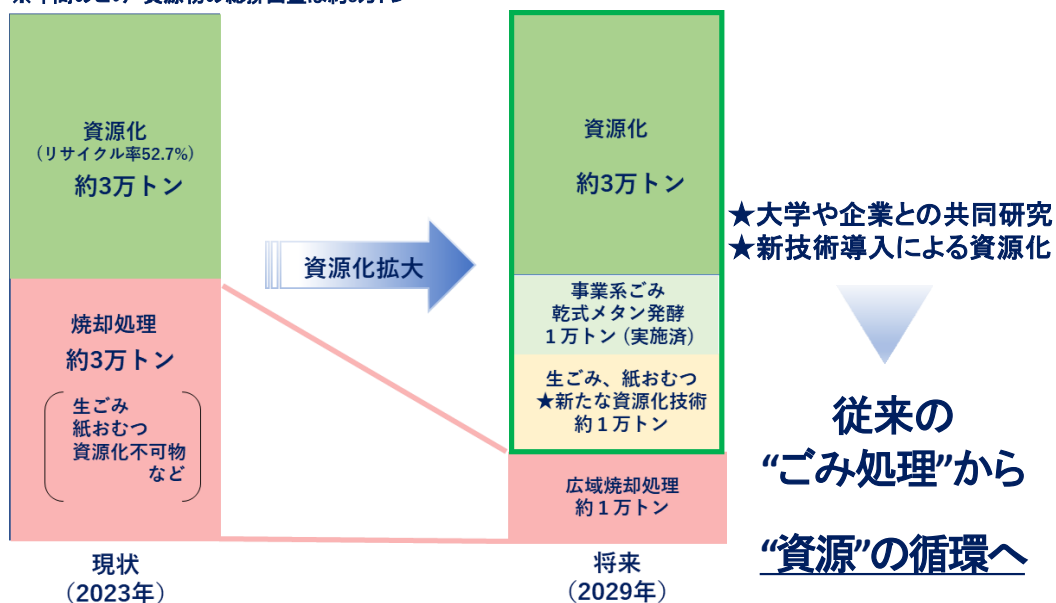 資源化
（リサイクル率52.7%）
約3万トン
焼却処理
約3万トン
生ごみ
紙おむつ
資源化不可物
など
現状
（2023年）
資源化拡大
資源化
約3万トン
事業系ごみ
乾式メタン発酵
１万トン（実施済）
生ごみ、紙おむつ
★新たな資源化技術
約１万トン
広域焼却処理
約１万トン
将来
（2029年）
★大学や企業との共同研究
★新技術導入による資源化
従来の
“ごみ処理”から
“資源”の循環へ